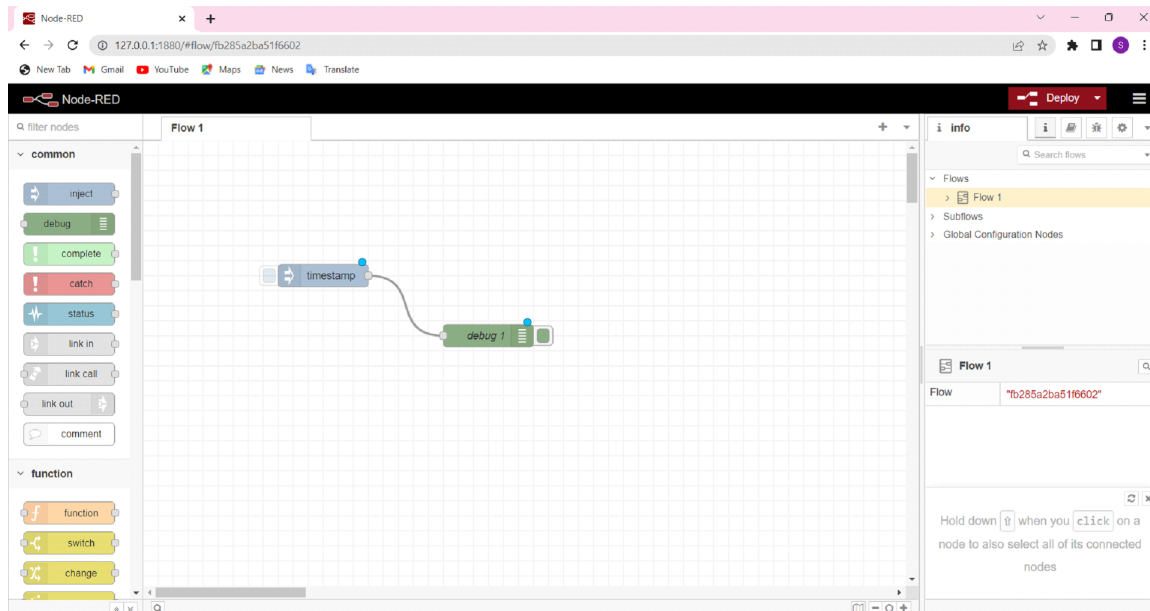 Node-RED
127.0.0.1:1880/#flow/fb285a2ba51f6602
S
New Tab Gmail YouTube Maps News Translate
Node-RED
Deploy
filter nodes
Flow 1
i info
i
common
Search flows
inject
debug
complete
catch
status
link in
link call
link out
comment
function
function
switch
change
timestamp
debug 1
Flows
Flow 1
Subflows
Global Configuration Nodes
Flow 1
Flow "fb285a2ba51f6602"
Hold down ⇧ when you click on a
node to also select all of its connected
nodes